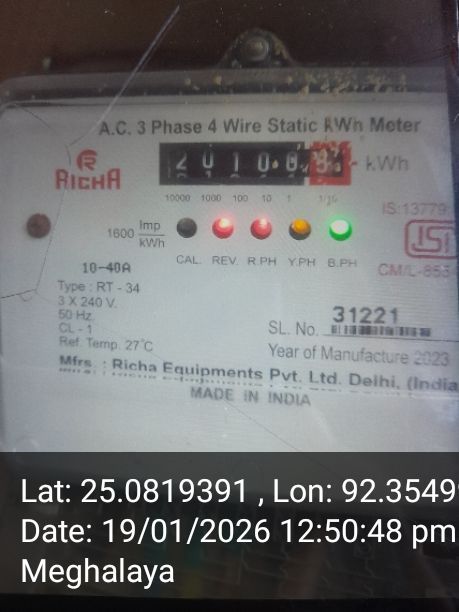 A.C. 3 Phase 4 Wire Static kWh Meter
RICHA
kWh
10000 1000 100 10 1 1/10
IS:13779
1600 Imp/kWh
CAL. REV. R.PH Y.PH B.PH
ISI
CM/L-853
10-40A
Type : RT - 34
3 X 240 V.
50 Hz.
CL - 1
Ref. Temp. 27°C
SL. No. 31221
Year of Manufacture 2023
Mfrs. : Richa Equipments Pvt. Ltd. Delhi, (India
MADE IN INDIA
Lat: 25.0819391 , Lon: 92.3549
Date: 19/01/2026 12:50:48 pm
Meghalaya